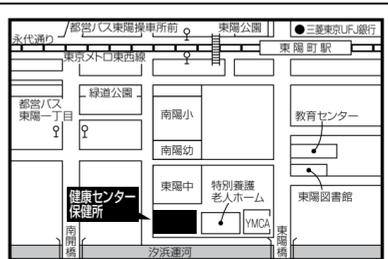 都営バス東陽操車所前
東陽公園
●三菱東京UFJ銀行
永代通り
東陽町駅
東京メトロ東西線
緑道公園
都営バス
東陽一丁目
南陽小
教育センター
南陽幼
東陽中
特別養護
老人ホーム
東陽図書館
健康センター
保健所
YMCA
南開橋
東陽橋
汐浜運河